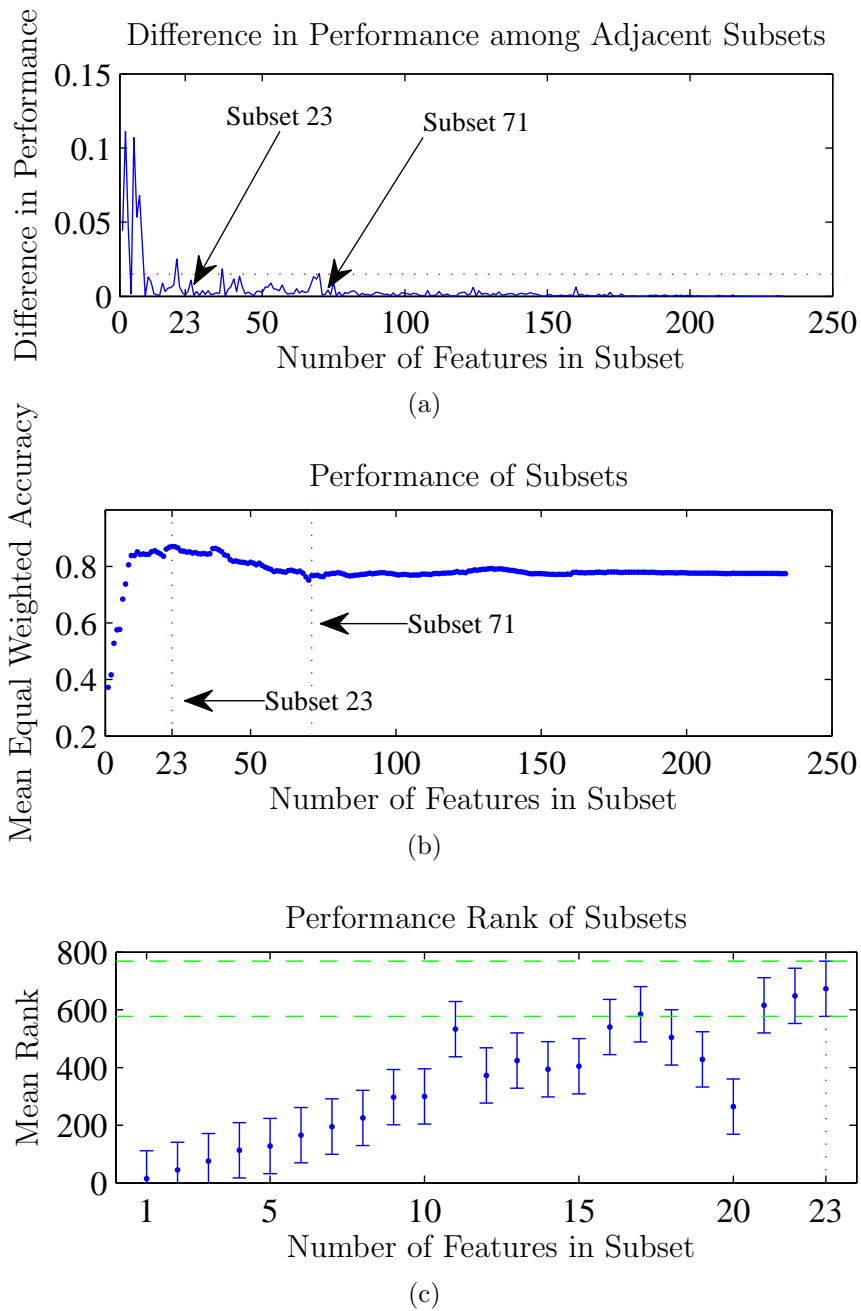 Difference in Performance among Adjacent Subsets
Difference in Performance
0.15
0.1
0.05
0
Subset 23
Subset 71
0 23 50 100 150 200 250
Number of Features in Subset
(a)
Performance of Subsets
Mean Equal Weighted Accuracy
0.8
0.6
0.4
0.2
Subset 71
Subset 23
0 23 50 100 150 200 250
Number of Features in Subset
(b)
Performance Rank of Subsets
Mean Rank
800
600
400
200
0
1 5 10 15 20 23
Number of Features in Subset
(c)